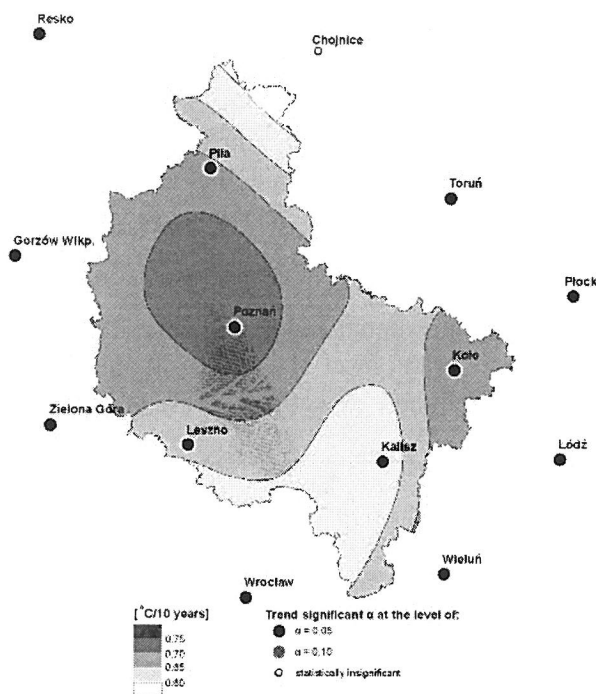 Resko
Chojnice
Piła
Toruń
Gorzów Wlkp.
Płock
Poznań
Koło
Zielona Góra
Leszno
Kalisz
Łódź
Wieluń
Wrocław
[°C/10 years]
0.75
0.70
0.65
0.60
Trend significant α at the level of:
α = 0.05
α = 0.10
statistically insignificant